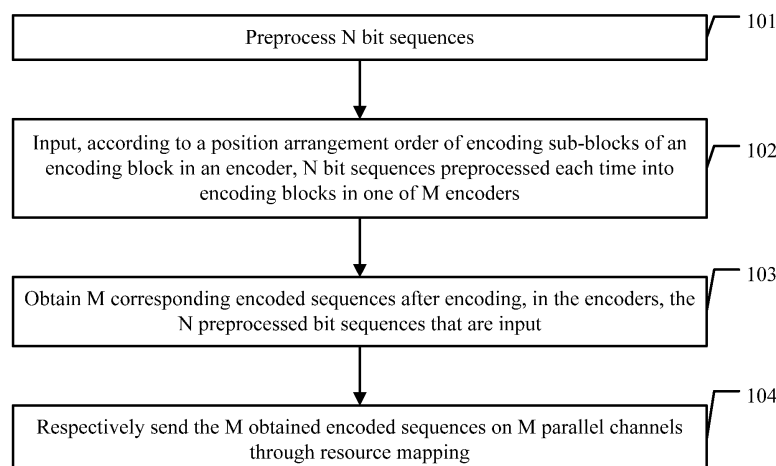 101
Preprocess N bit sequences
102
Input, according to a position arrangement order of encoding sub-blocks of an
encoding block in an encoder, N bit sequences preprocessed each time into
encoding blocks in one of M encoders
103
Obtain M corresponding encoded sequences after encoding, in the encoders, the
N preprocessed bit sequences that are input
104
Respectively send the M obtained encoded sequences on M parallel channels
through resource mapping